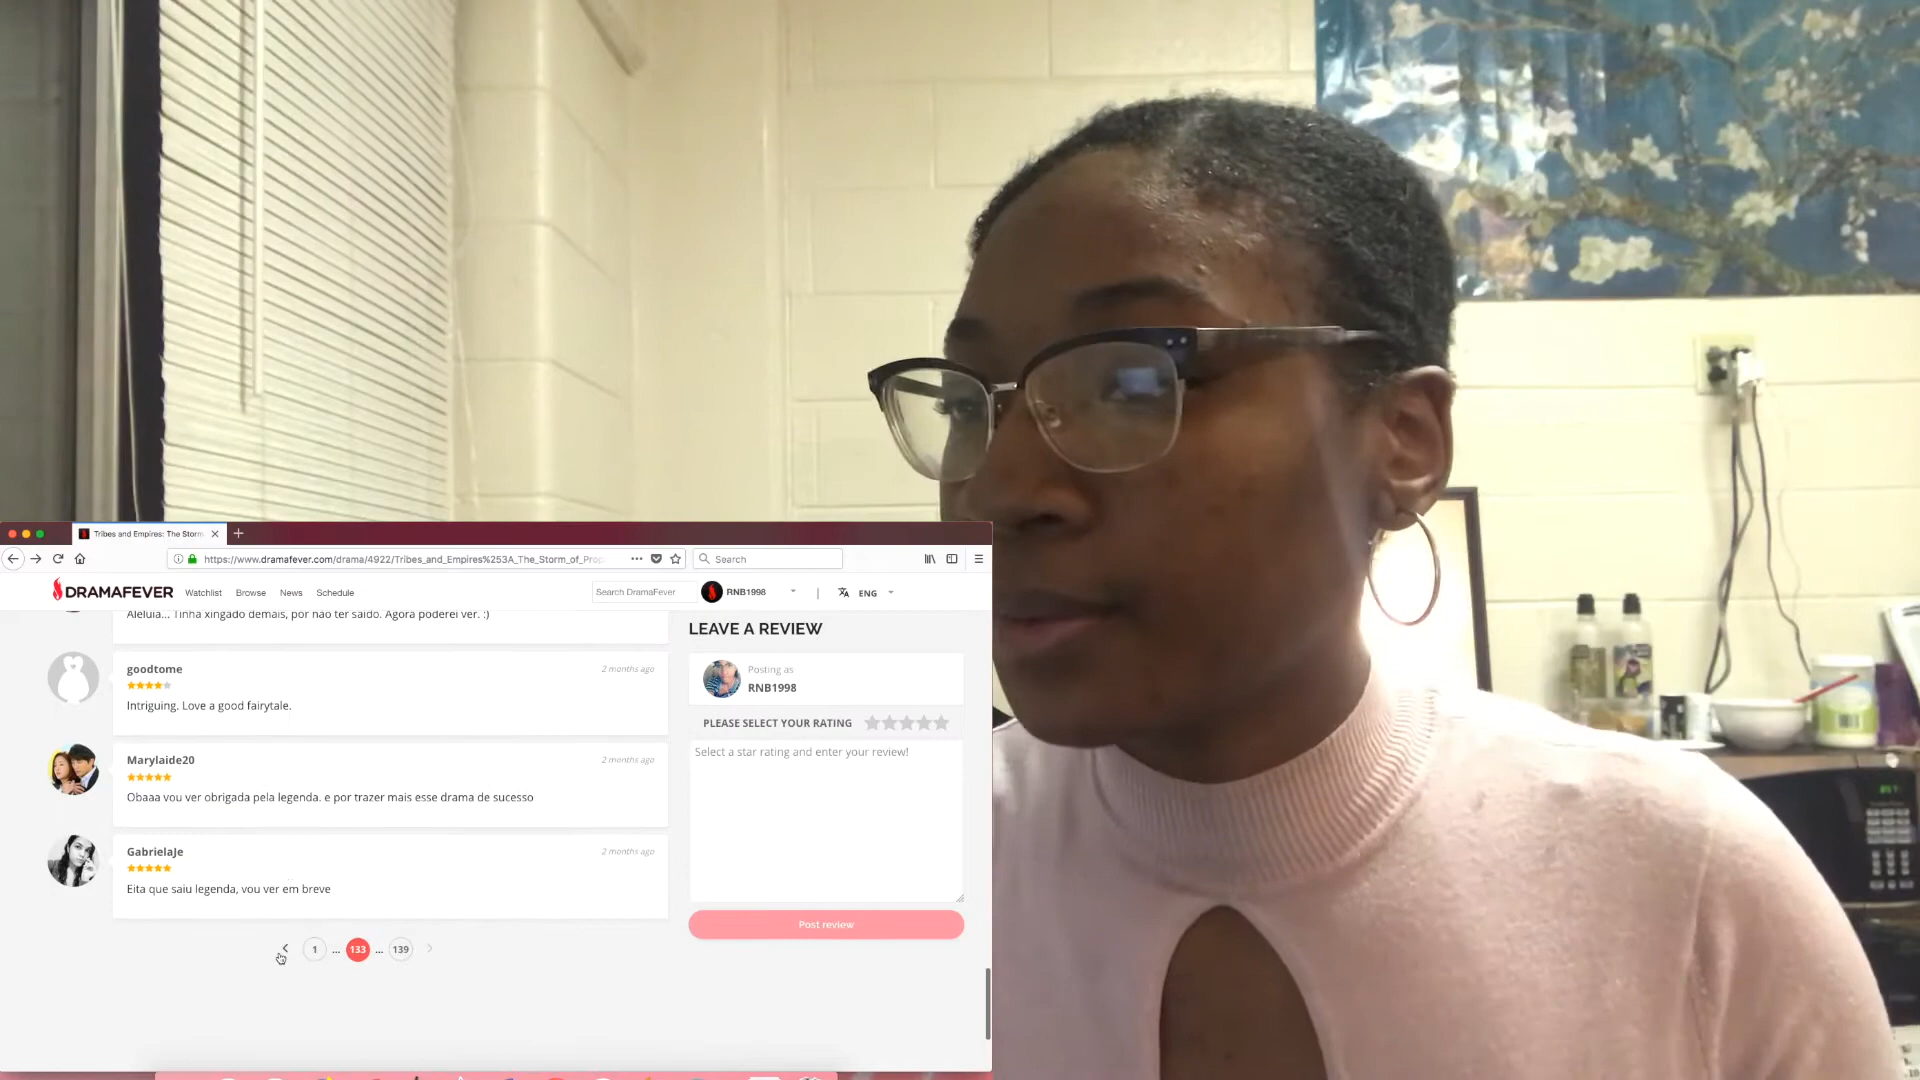 Tribes and Empires: The Storm
https://www.dramafever.com/drama/4922/Tribes_and_Empires%253A_The_Storm_of_Prop
Search
DRAMAFEVER
Watchlist
Browse
News
Schedule
Search DramaFever
RNB1998
ENG
Aleluia... Tinha xingado demais, por não ter saído. Agora poderei ver. :)
goodtome
2 months ago
Intriguing. Love a good fairytale.
Marylaide20
2 months ago
Obaaa vou ver obrigada pela legenda. e por trazer mais esse drama de sucesso
GabrielaJe
2 months ago
Eita que saiu legenda, vou ver em breve
1 ... 133 ... 139
LEAVE A REVIEW
Posting as
RNB1998
PLEASE SELECT YOUR RATING
Select a star rating and enter your review!
Post review